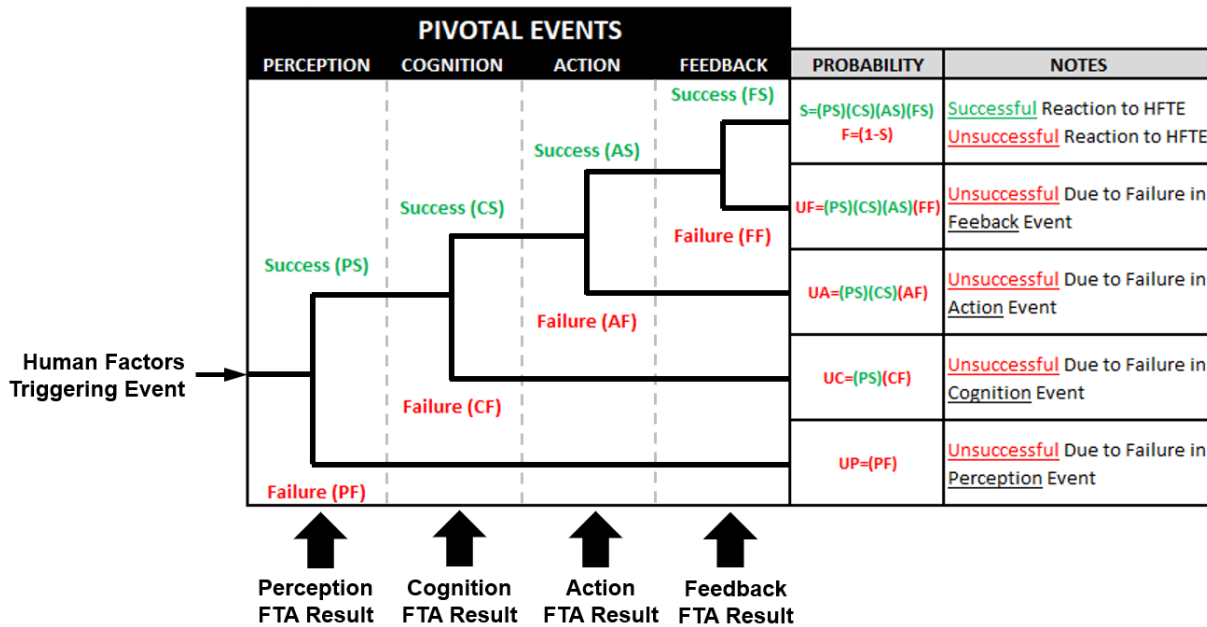 PIVOTAL EVENTS
PERCEPTION COGNITION ACTION FEEDBACK PROBABILITY NOTES
Success (FS)
S=(PS)(CS)(AS)(FS)
F=(1-S)
Successful Reaction to HFTE
Unsuccessful Reaction to HFTE
Success (AS)
UF=(PS)(CS)(AS)(FF)
Unsuccessful Due to Failure in
Feeback Event
Success (CS)
Failure (FF)
Success (PS)
UA=(PS)(CS)(AF)
Unsuccessful Due to Failure in
Action Event
Failure (AF)
Human Factors
Triggering Event
UC=(PS)(CF)
Unsuccessful Due to Failure in
Cognition Event
Failure (CF)
UP=(PF)
Unsuccessful Due to Failure in
Perception Event
Failure (PF)
Perception
FTA Result
Cognition
FTA Result
Action
FTA Result
Feedback
FTA Result